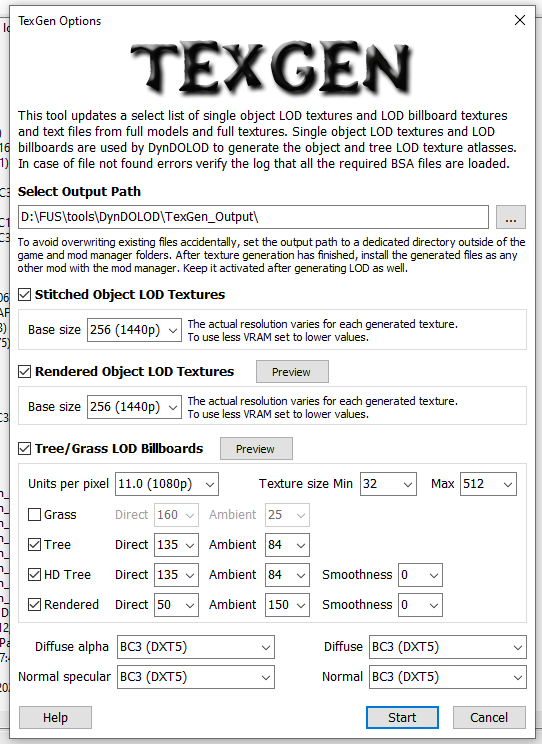 TexGen Options
TEXGEN
This tool updates a select list of single object LOD textures and LOD billboard textures
and text files from full models and full textures. Single object LOD textures and LOD
billboards are used by DynDOLOD to generate the object and tree LOD texture atlasses.
In case of file not found errors verify the log that all the required BSA files are loaded.
Select Output Path
D:\FUS\tools\DynDOLOD\TexGen_Output\ ...
To avoid overwriting existing files accidentally, set the output path to a dedicated directory outside of the
game and mod manager folders. After texture generation has finished, install the generated files as any
other mod with the mod manager. Keep it activated after generating LOD as well.
Stitched Object LOD Textures
Base size 256 (1440p) The actual resolution varies for each generated texture.
To use less VRAM set to lower values.
Rendered Object LOD Textures Preview
Base size 256 (1440p) The actual resolution varies for each generated texture.
To use less VRAM set to lower values.
Tree/Grass LOD Billboards Preview
Units per pixel 11.0 (1080p) Texture size Min 32 Max 512
Grass Direct 160 Ambient 25
Tree Direct 135 Ambient 84
HD Tree Direct 135 Ambient 84 Smoothness 0
Rendered Direct 50 Ambient 150 Smoothness 0
Diffuse alpha BC3 (DXT5) Diffuse BC3 (DXT5)
Normal specular BC3 (DXT5) Normal BC3 (DXT5)
Help Start Cancel